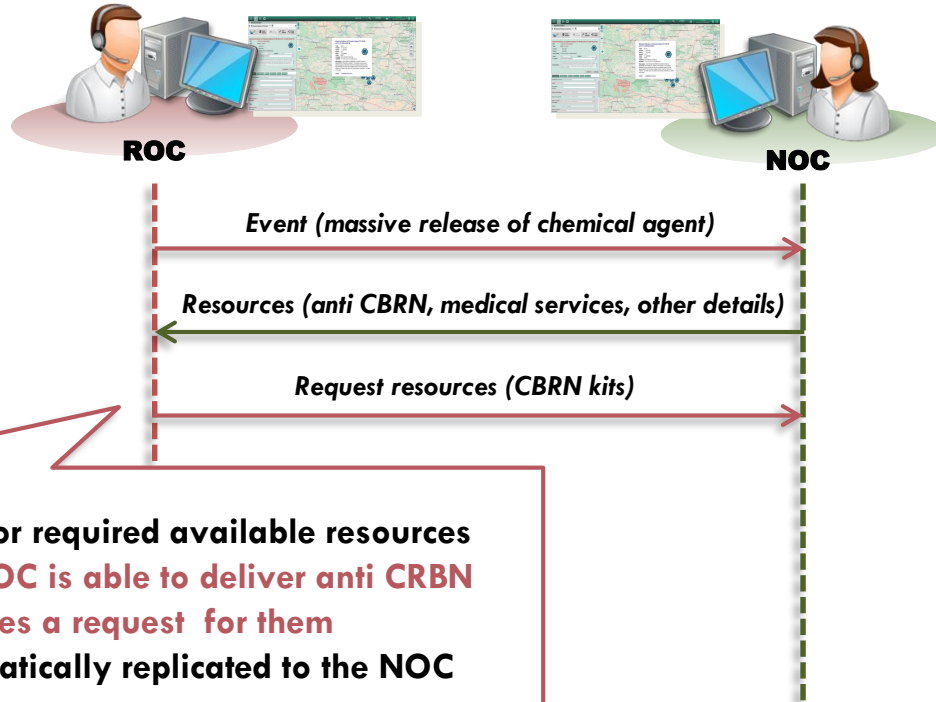 ROC
NOC
Event (massive release of chemical agent)
Resources (anti CBRN, medical services, other details)
Request resources (CBRN kits)
or required available resources
OC is able to deliver anti CRBN
es a request for them
atically replicated to the NOC